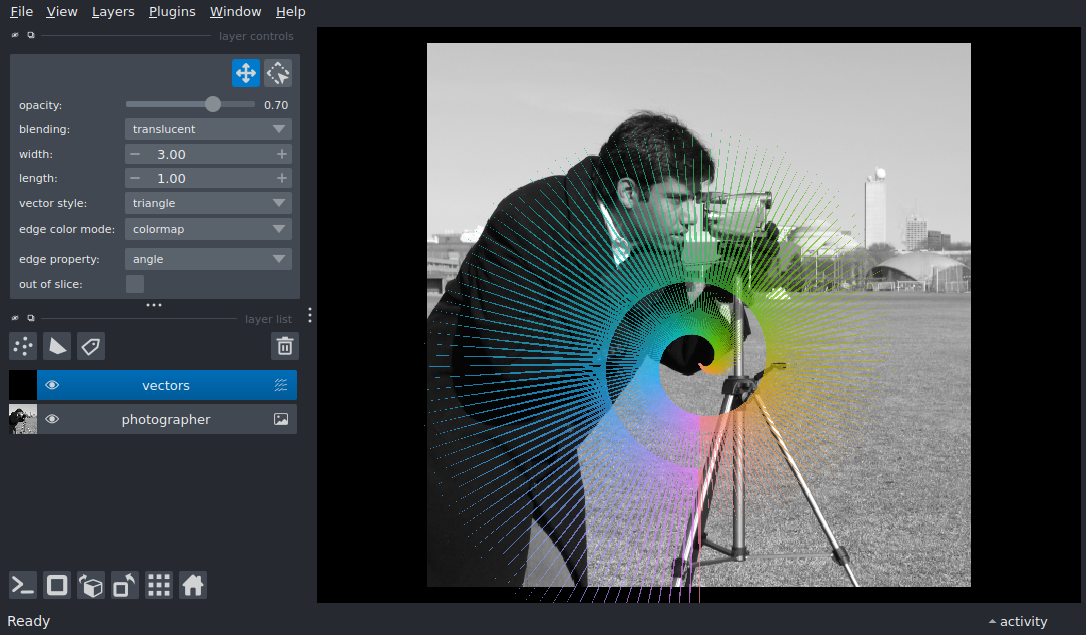 File View Layers Plugins Window Help
layer controls
opacity: 0.70
blending: translucent
width: 3.00
length: 1.00
vector style: triangle
edge color mode: colormap
edge property: angle
out of slice:
layer list
vectors
photographer
Ready
activity